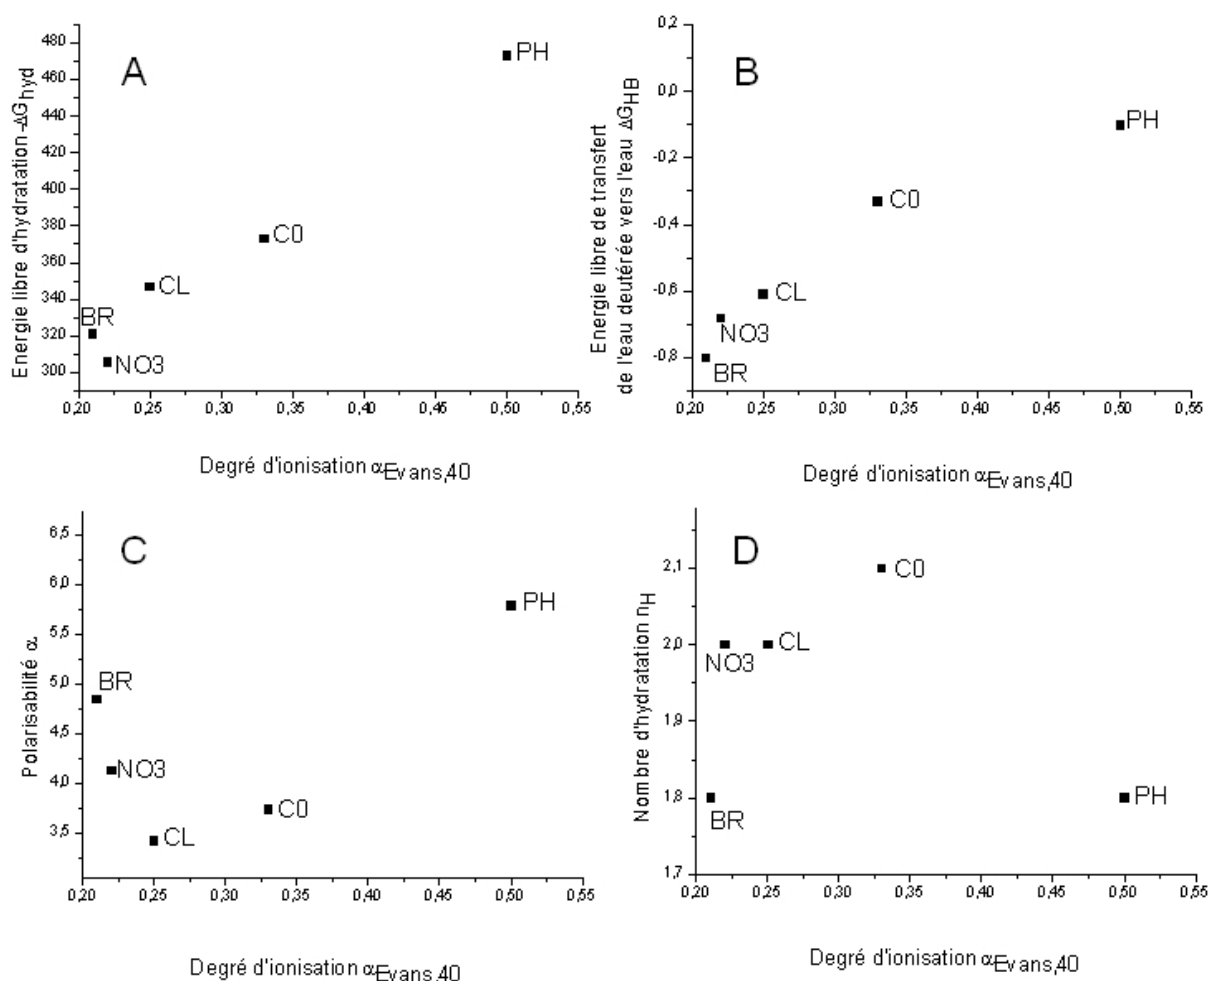 A
Energie libre d'hydratation -ΔG_hyd
480
460
440
420
400
380
360
340
320
300
PH
C0
CL
BR
NO3
0,20 0,25 0,30 0,35 0,40 0,45 0,50 0,55
Degré d'ionisation α_Evans,40
B
Energie libre de transfert
de l'eau deutérée vers l'eau ΔG_HB
0,2
0,0
-0,2
-0,4
-0,6
-0,8
PH
C0
CL
NO3
BR
0,20 0,25 0,30 0,35 0,40 0,45 0,50 0,55
Degré d'ionisation α_Evans,40
C
Polarisabilité α
6,5
6,0
5,5
5,0
4,5
4,0
3,5
PH
BR
NO3
C0
CL
0,20 0,25 0,30 0,35 0,40 0,45 0,50 0,55
Degré d'ionisation α_Evans,40
D
Nombre d'hydratation n_H
2,1
2,0
1,9
1,8
1,7
C0
NO3
CL
BR
PH
0,20 0,25 0,30 0,35 0,40 0,45 0,50 0,55
Degré d'ionisation α_Evans,40